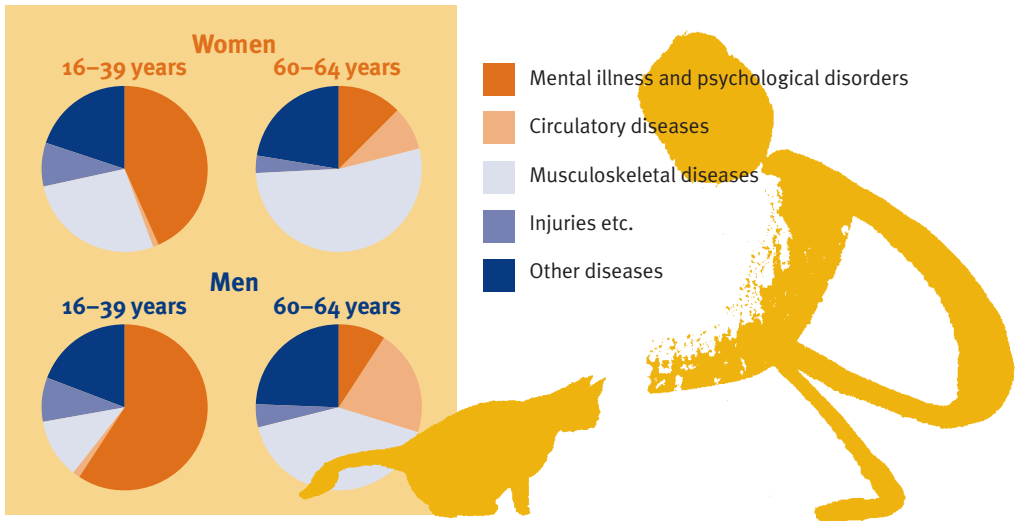 Women
16–39 years
60–64 years
Men
16–39 years
60–64 years
Mental illness and psychological disorders
Circulatory diseases
Musculoskeletal diseases
Injuries etc.
Other diseases